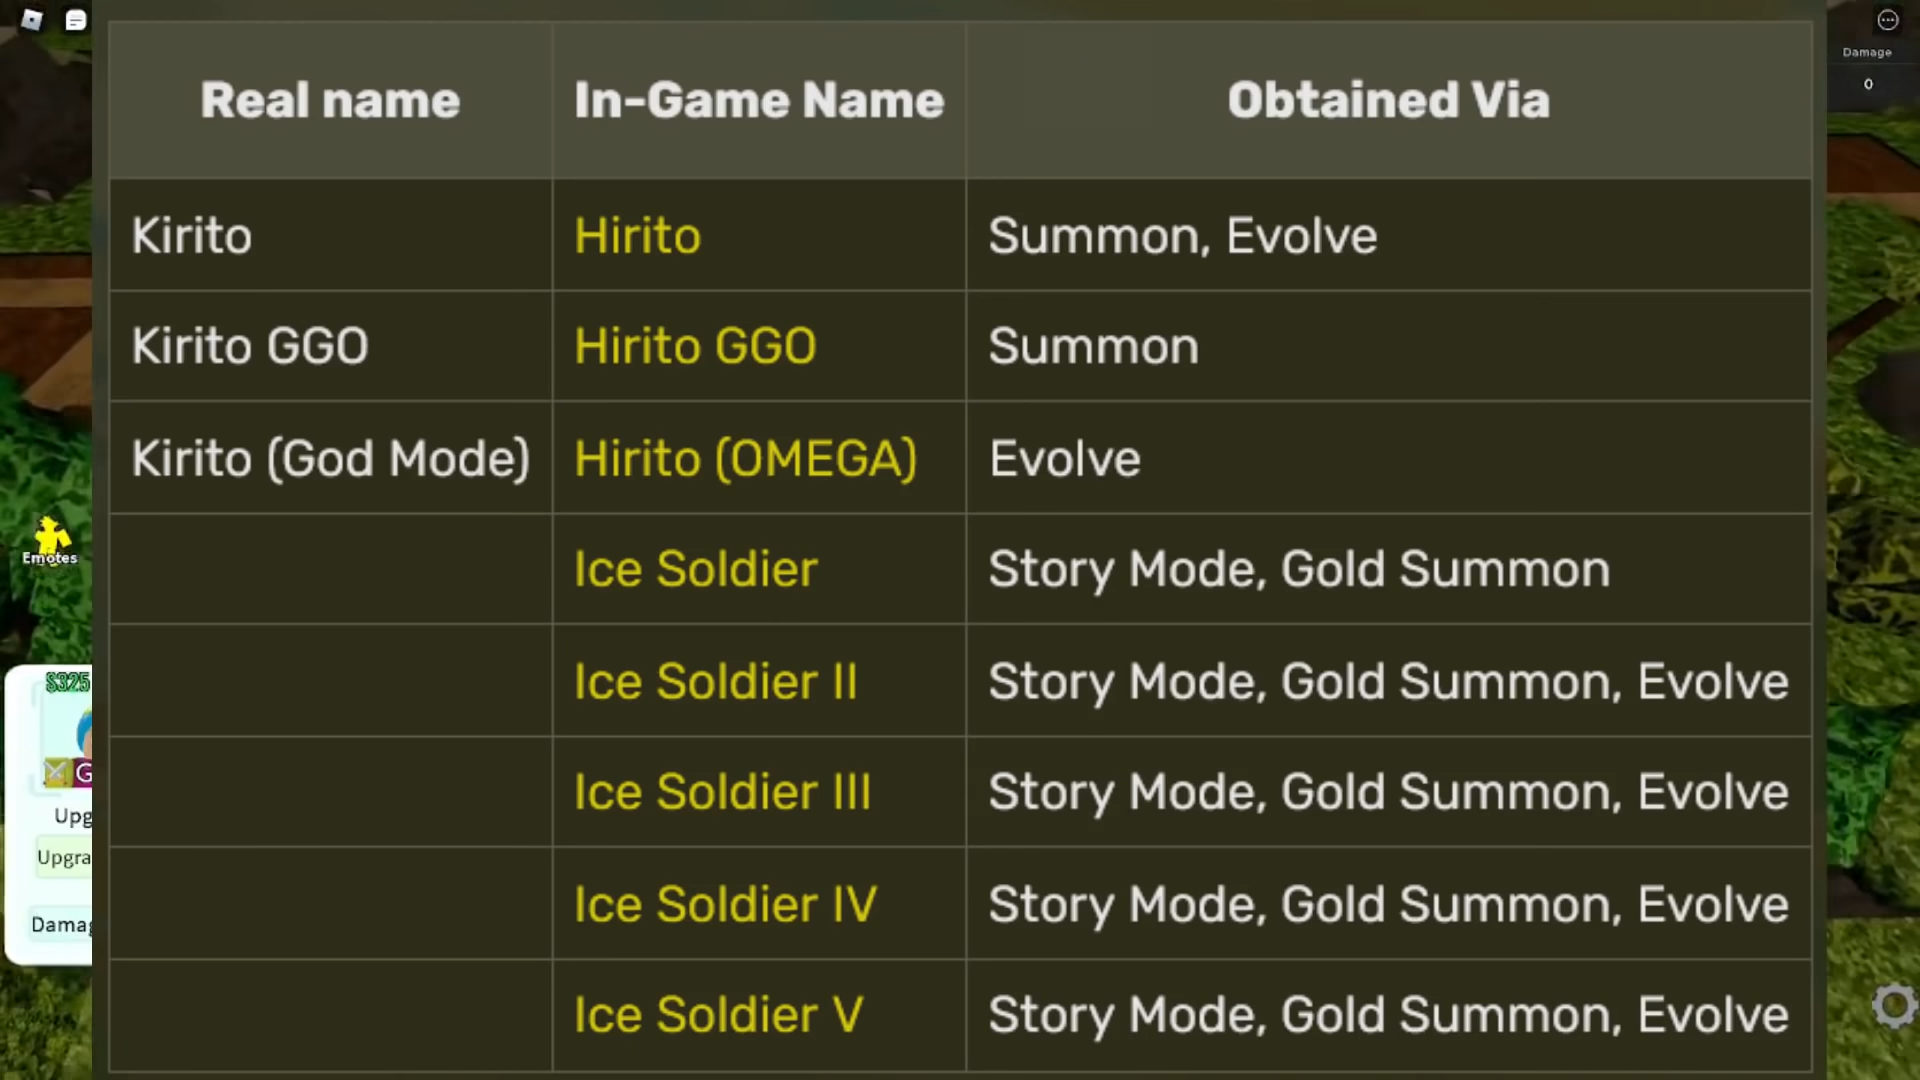 Damage
0
Real name In-Game Name Obtained Via
Kirito Hirito Summon, Evolve
Kirito GGO Hirito GGO Summon
Kirito (God Mode) Hirito (OMEGA) Evolve
Ice Soldier Story Mode, Gold Summon
Emotes
Ice Soldier II Story Mode, Gold Summon, Evolve
$325
Ice Soldier III Story Mode, Gold Summon, Evolve
G
Upg
Upgra
Ice Soldier IV Story Mode, Gold Summon, Evolve
Damag
Ice Soldier V Story Mode, Gold Summon, Evolve